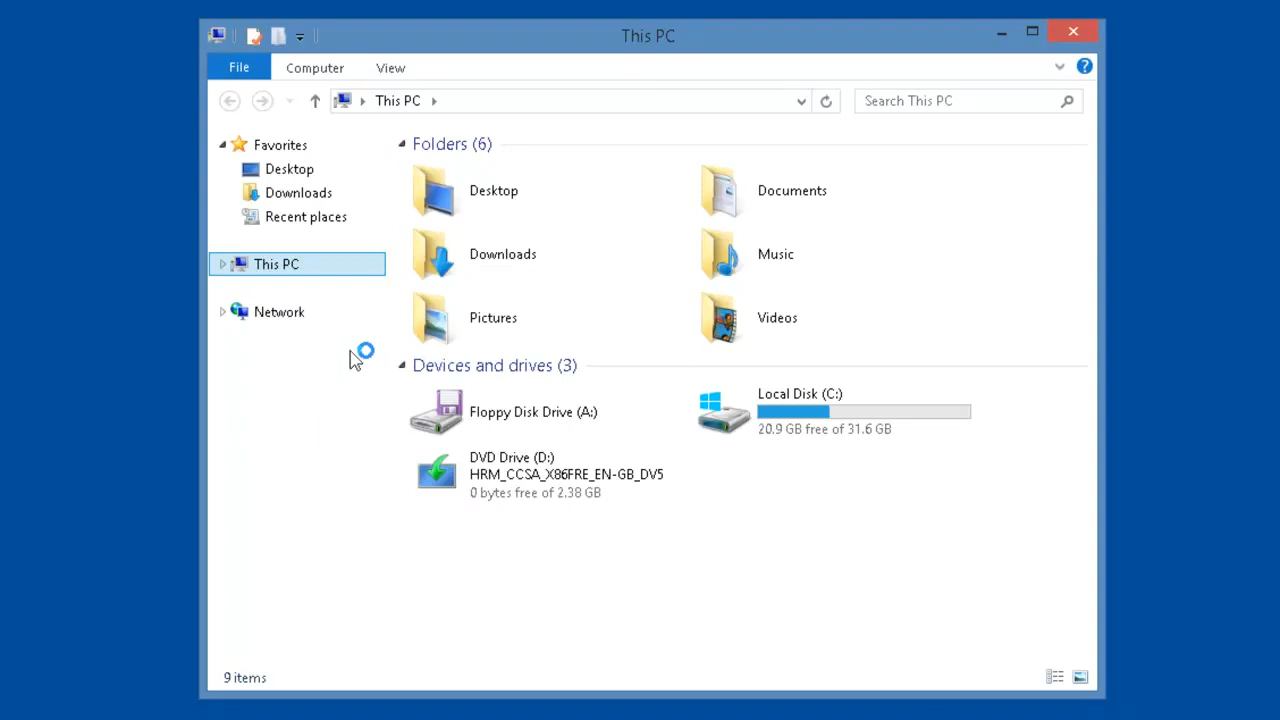 This PC
File
Computer
View
This PC
Search This PC
Favorites
Desktop
Downloads
Recent places
This PC
Network
Folders (6)
Desktop
Documents
Downloads
Music
Pictures
Videos
Devices and drives (3)
Floppy Disk Drive (A:)
Local Disk (C:)
20.9 GB free of 31.6 GB
DVD Drive (D:)
HRM_CCSA_X86FRE_EN-GB_DV5
0 bytes free of 2.38 GB
9 items